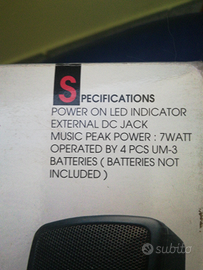 SPECIFICATIONS
POWER ON LED INDICATOR
EXTERNAL DC JACK
MUSIC PEAK POWER : 7WATT
OPERATED BY 4 PCS UM-3
BATTERIES ( BATTERIES NOT
INCLUDED )
subito